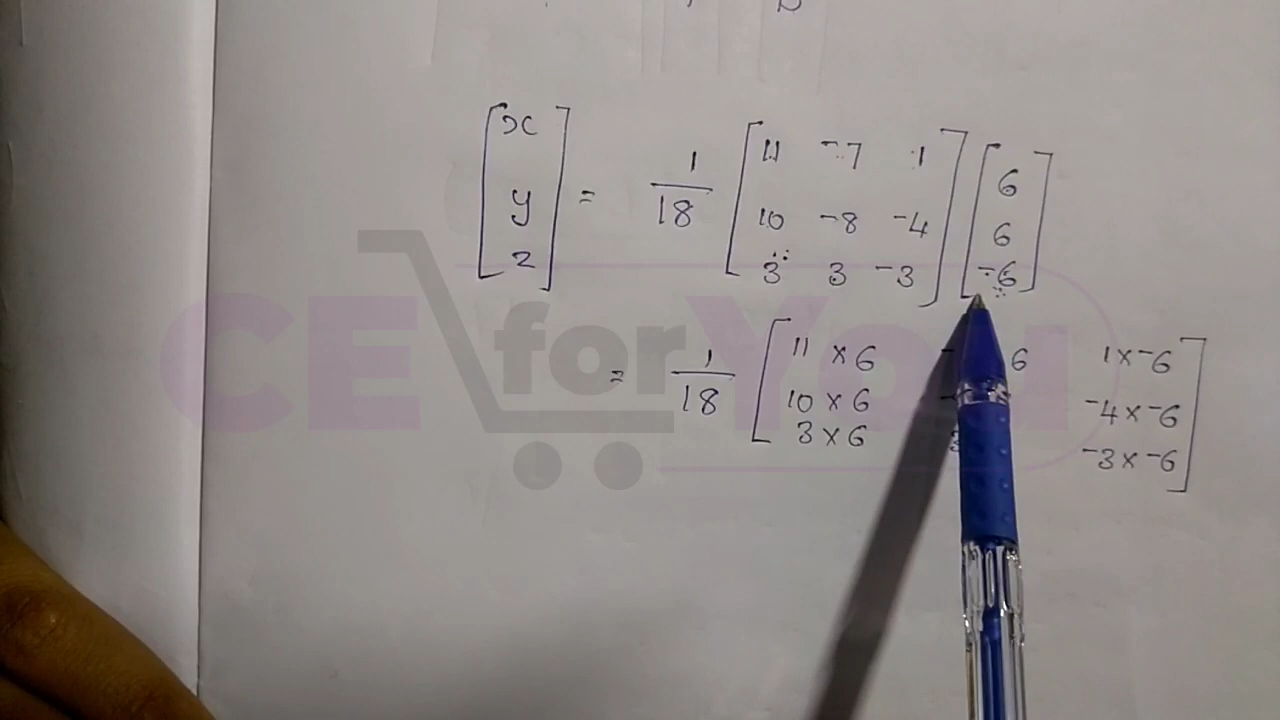 [x y z] = 1/18 [11 -7 1
10 -8 -4
3 3 -3] [6 6 -6]
= 1/18 [11 × 6 6 1 × -6
10 × 6 -4 × -6
3 × 6 -3 × -6]
CE for You